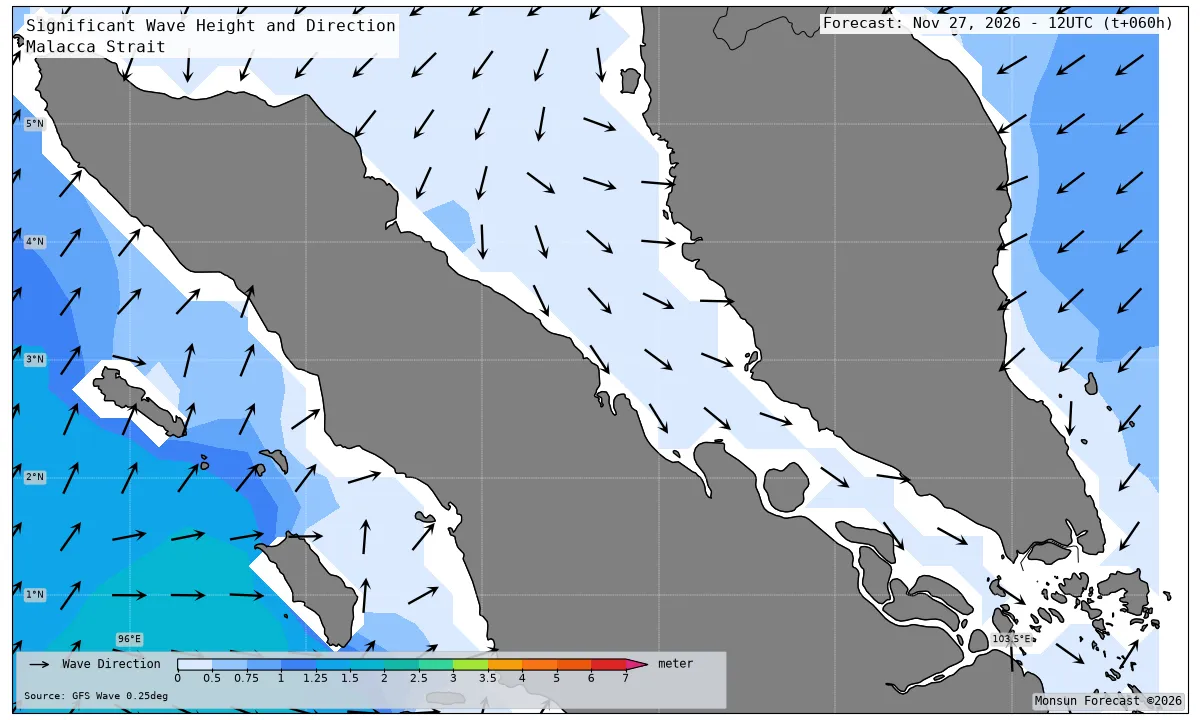 Significant Wave Height and Direction
Malacca Strait
Forecast: Nov 27, 2026 - 12UTC (t+060h)
5°N
4°N
3°N
2°N
1°N
96°E
103.5°E
Wave Direction
0 0.5 0.75 1 1.25 1.5 2 2.5 3 3.5 4 5 6 7
meter
Source: GFS Wave 0.25deg
Monsun Forecast ©2026